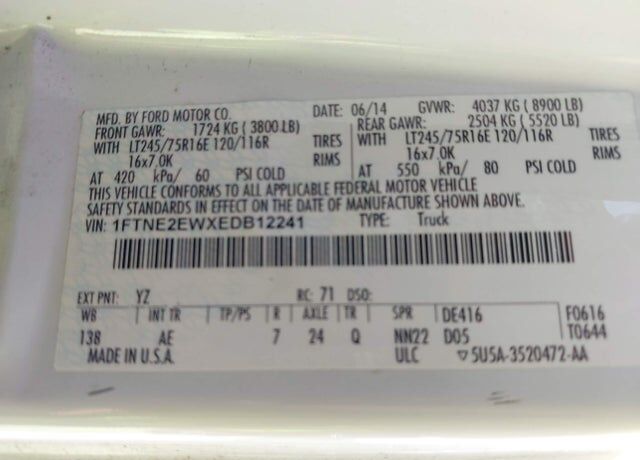 MFD. BY FORD MOTOR CO. DATE: 06/14 GVWR: 4037 KG ( 8900 LB)
FRONT GAWR: 1724 KG ( 3800 LB) REAR GAWR: 2504 KG ( 5520 LB)
WITH LT245/75R16E 120/116R TIRES WITH LT245/75R16E 120/116R TIRES
16x7.0K RIMS 16x7.0K RIMS
AT 420 kPa/ 60 PSI COLD AT 550 kPa/ 80 PSI COLD
THIS VEHICLE CONFORMS TO ALL APPLICABLE FEDERAL MOTOR VEHICLE
SAFETY STANDARDS IN EFFECT ON THE DATE OF MANUFACTURE SHOWN ABOVE.
VIN: 1FTNE2EWXEDB12241 TYPE: Truck
EXT PNT: YZ RC: 71 DSO:
WB INT TR TP/PS R AXLE TR SPR DE416 F0616
138 AE 7 24 Q NN22 D05 T0644
MADE IN U.S.A. ULC ▽5U5A-3520472-AA